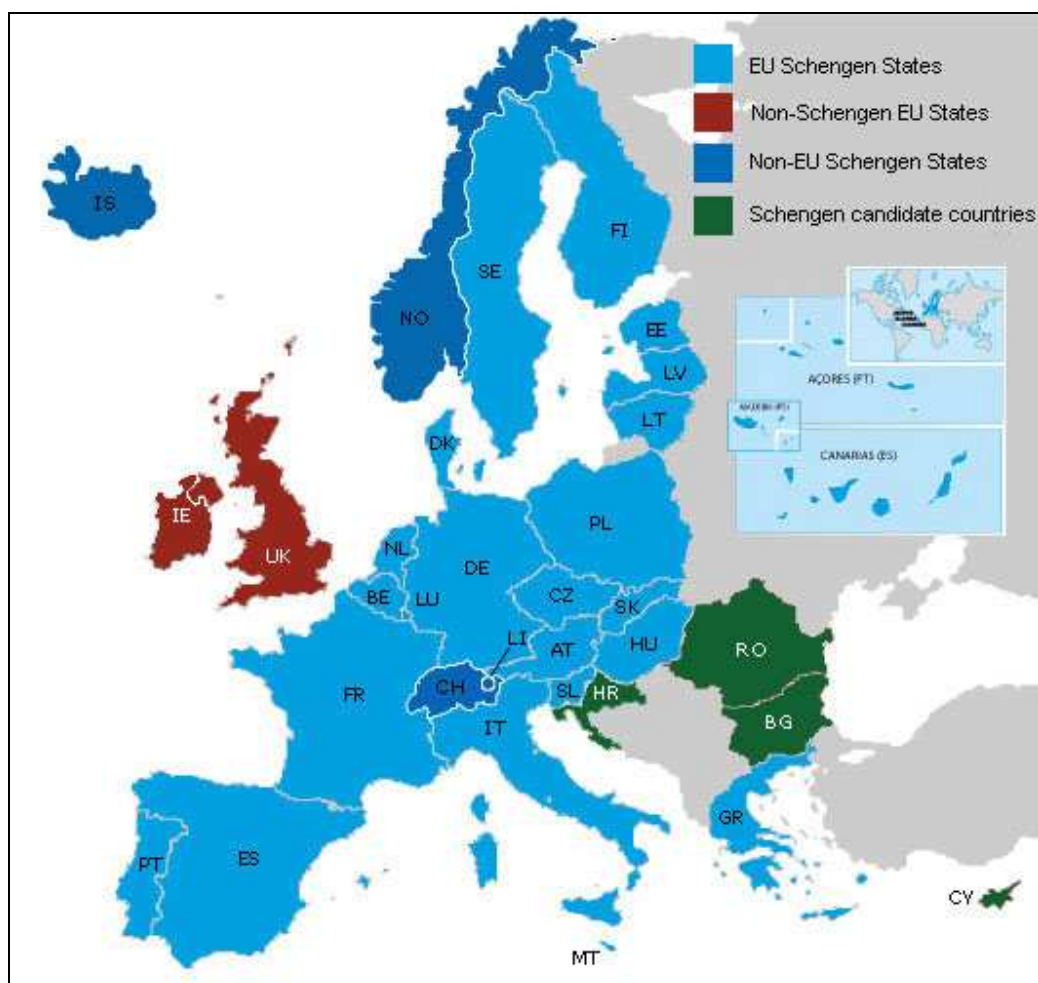 EU Schengen States
Non-Schengen EU States
Non-EU Schengen States
Schengen candidate countries
IS
FI
SE
NO
EE
LV
LT
AÇORES (PT)
DK
CANARIAS (ES)
IE
UK
NL
PL
DE
BE
LU
CZ
SK
LI
AT
HU
RO
FR
CH
SL
HR
IT
BG
GR
PT
ES
CY
MT